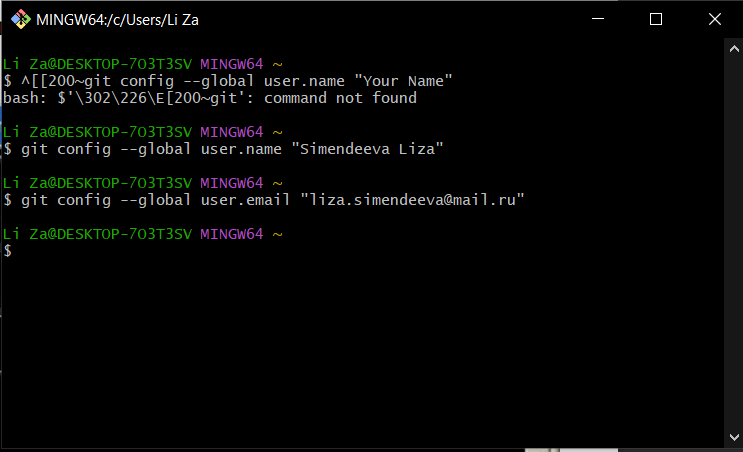 MINGW64:/c/Users/Li Za
Li Za@DESKTOP-7O3T3SV MINGW64 ~
$ ^[[200~git config --global user.name "Your Name"
bash: $'\302\226\E[200~git': command not found
Li Za@DESKTOP-7O3T3SV MINGW64 ~
$ git config --global user.name "Simendeeva Liza"
Li Za@DESKTOP-7O3T3SV MINGW64 ~
$ git config --global user.email "liza.simendeeva@mail.ru"
Li Za@DESKTOP-7O3T3SV MINGW64 ~
$